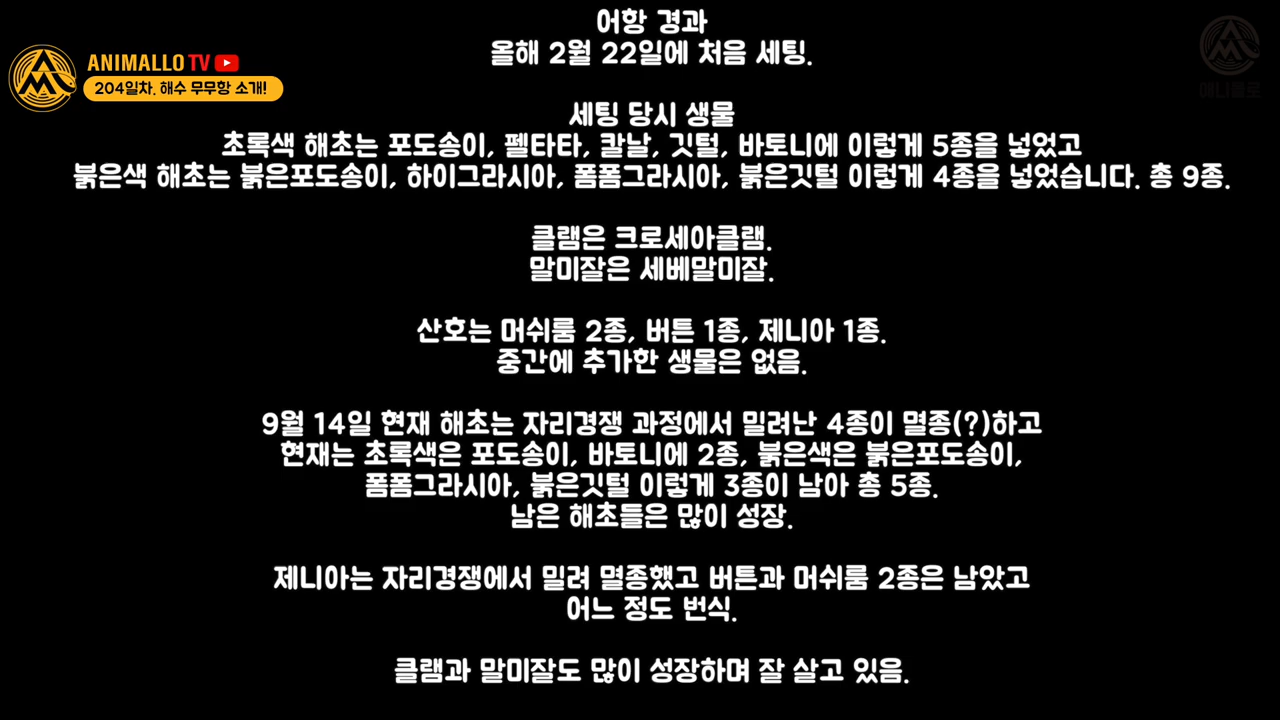 ANIMALLO TV
204일차. 해수 무무항 소개!
애니멀로
어항 경과
올해 2월 22일에 처음 세팅.
세팅 당시 생물
초록색 해초는 포도송이, 펠타타, 칼날, 깃털, 바토니에 이렇게 5종을 넣었고
붉은색 해초는 붉은포도송이, 하이그라시아, 폼폼그라시아, 붉은깃털 이렇게 4종을 넣었습니다. 총 9종.
클램은 크로세아클램.
말미잘은 세베말미잘.
산호는 머쉬룸 2종, 버튼 1종, 제니아 1종.
중간에 추가한 생물은 없음.
9월 14일 현재 해초는 자리경쟁 과정에서 밀려난 4종이 멸종(?)하고
현재는 초록색은 포도송이, 바토니에 2종, 붉은색은 붉은포도송이,
폼폼그라시아, 붉은깃털 이렇게 3종이 남아 총 5종.
남은 해초들은 많이 성장.
제니아는 자리경쟁에서 밀려 멸종했고 버튼과 머쉬룸 2종은 남았고
어느 정도 번식.
클램과 말미잘도 많이 성장하며 잘 살고 있음.